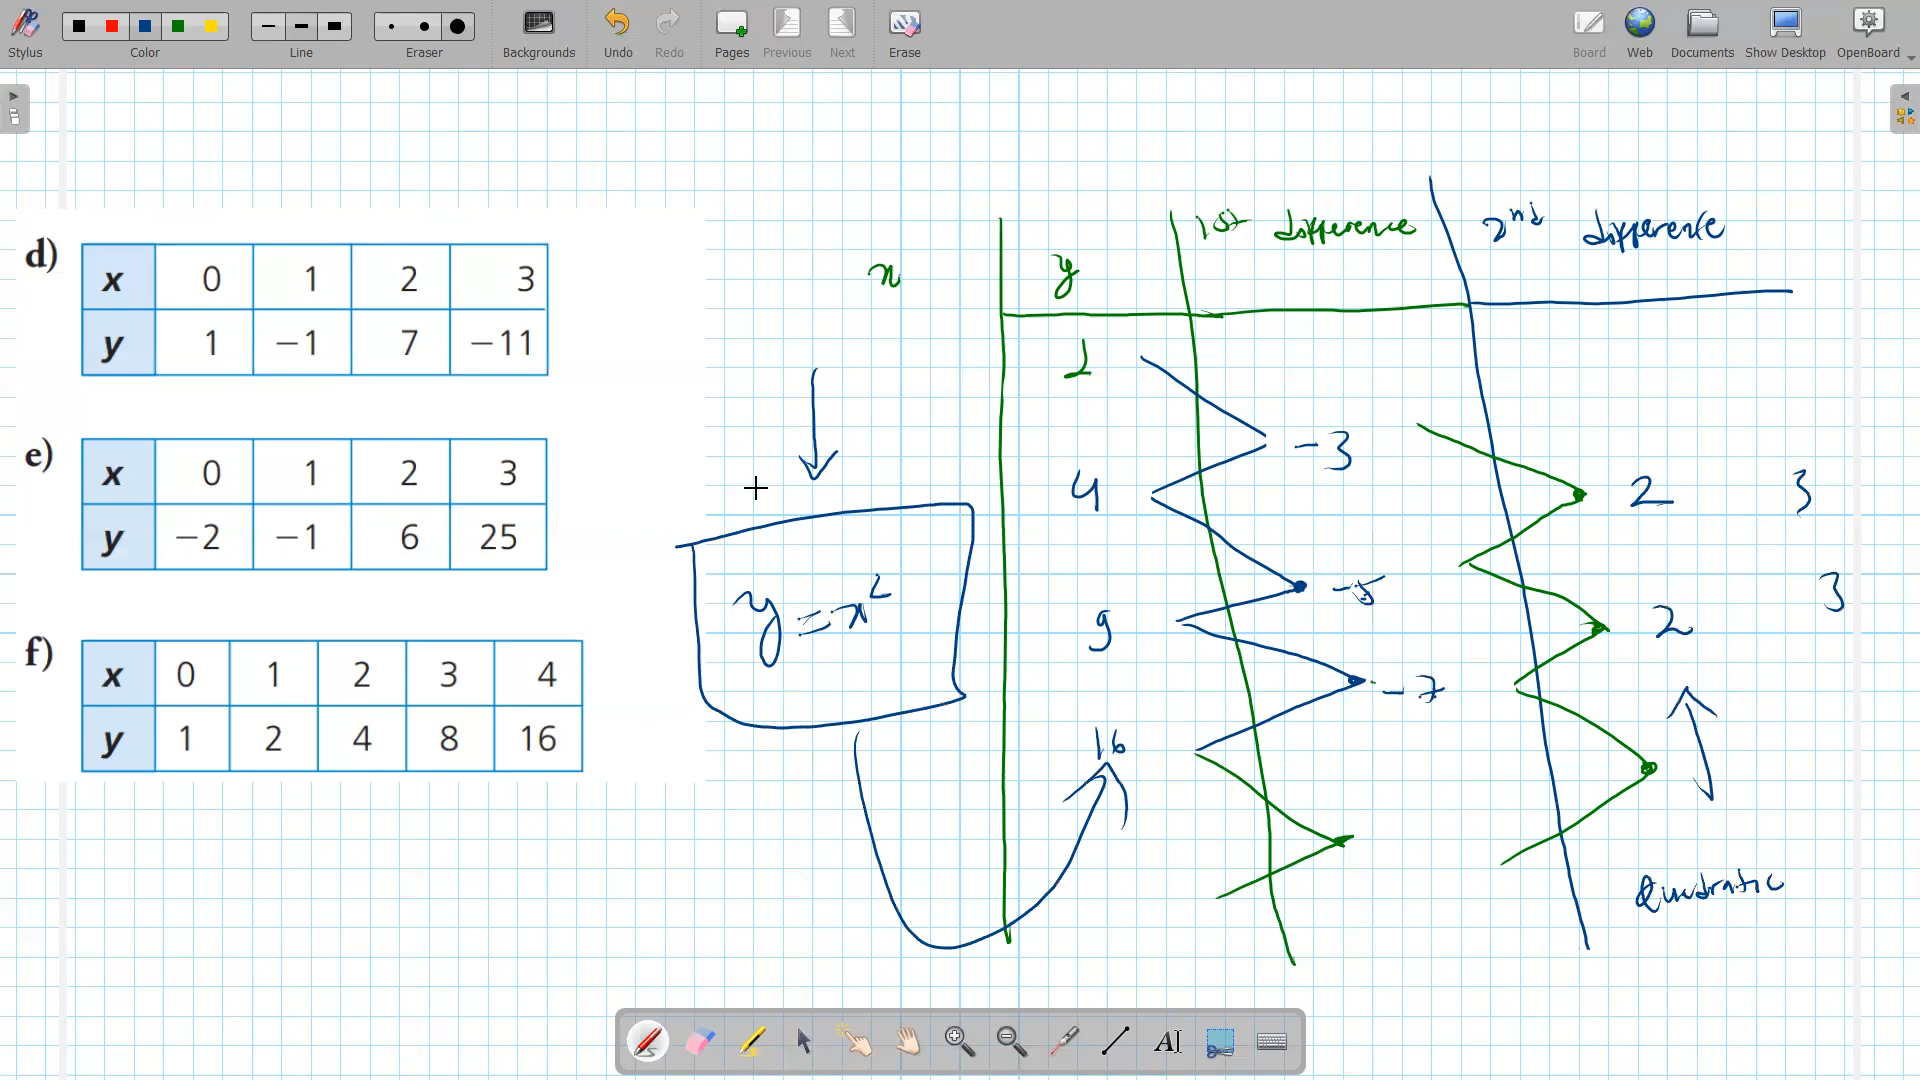 Stylus Color Line Eraser Backgrounds Undo Redo Pages Previous Next Erase Board Web Documents Show Desktop OpenBoard
d)
x 0 1 2 3
y 1 −1 7 −11
e)
x 0 1 2 3
y −2 −1 6 25
f)
x 0 1 2 3 4
y 1 2 4 8 16
x y 1st difference 2nd difference
1
-3
4 2 3
-5 3
9 2
-7
16
y = x²
Quadratic